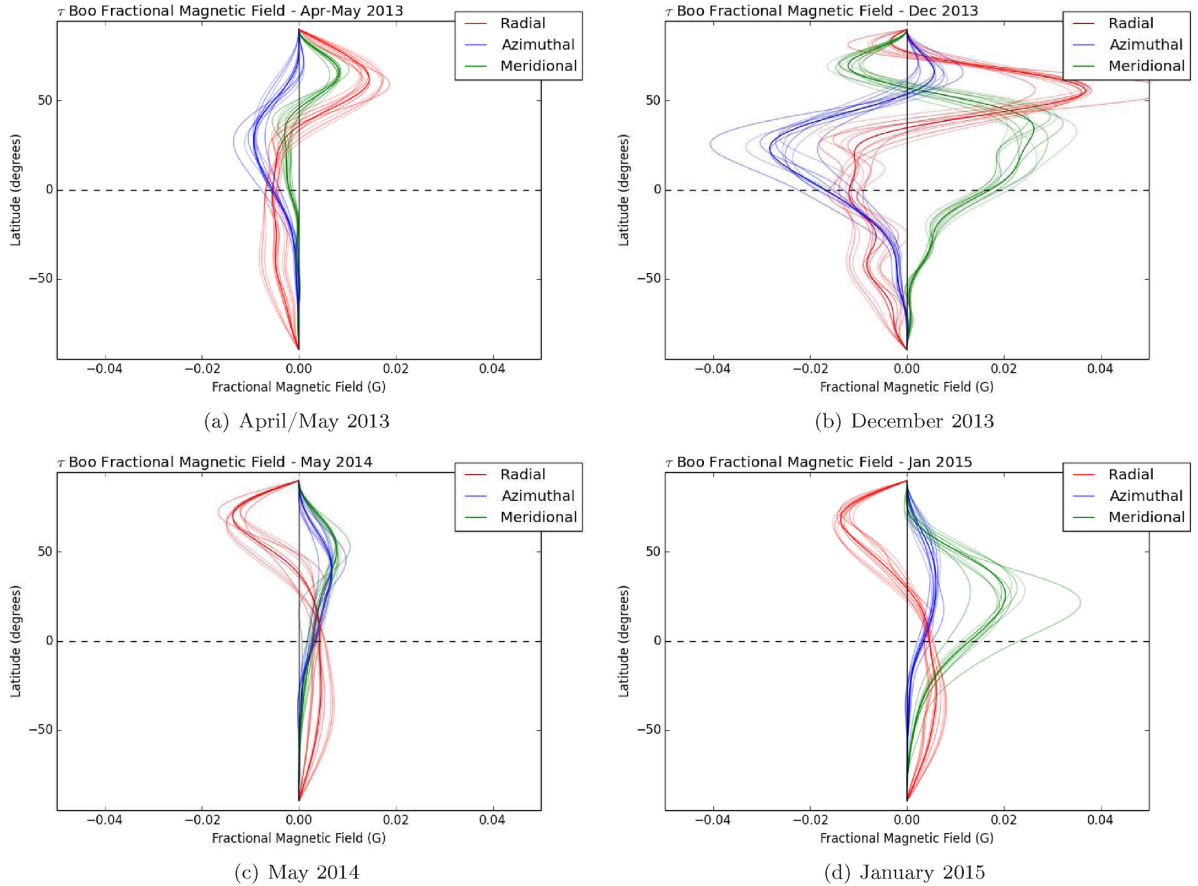 τ Boo Fractional Magnetic Field - Apr-May 2013
Radial
Azimuthal
Meridional
Latitude (degrees)
50
0
−50
−0.04
−0.02
0.00
0.02
0.04
Fractional Magnetic Field (G)
(a) April/May 2013
τ Boo Fractional Magnetic Field - Dec 2013
Radial
Azimuthal
Meridional
Latitude (degrees)
50
0
−50
−0.04
−0.02
0.00
0.02
0.04
Fractional Magnetic Field (G)
(b) December 2013
τ Boo Fractional Magnetic Field - May 2014
Radial
Azimuthal
Meridional
Latitude (degrees)
50
0
−50
−0.04
−0.02
0.00
0.02
0.04
Fractional Magnetic Field (G)
(c) May 2014
τ Boo Fractional Magnetic Field - Jan 2015
Radial
Azimuthal
Meridional
Latitude (degrees)
50
0
−50
−0.04
−0.02
0.00
0.02
0.04
Fractional Magnetic Field (G)
(d) January 2015